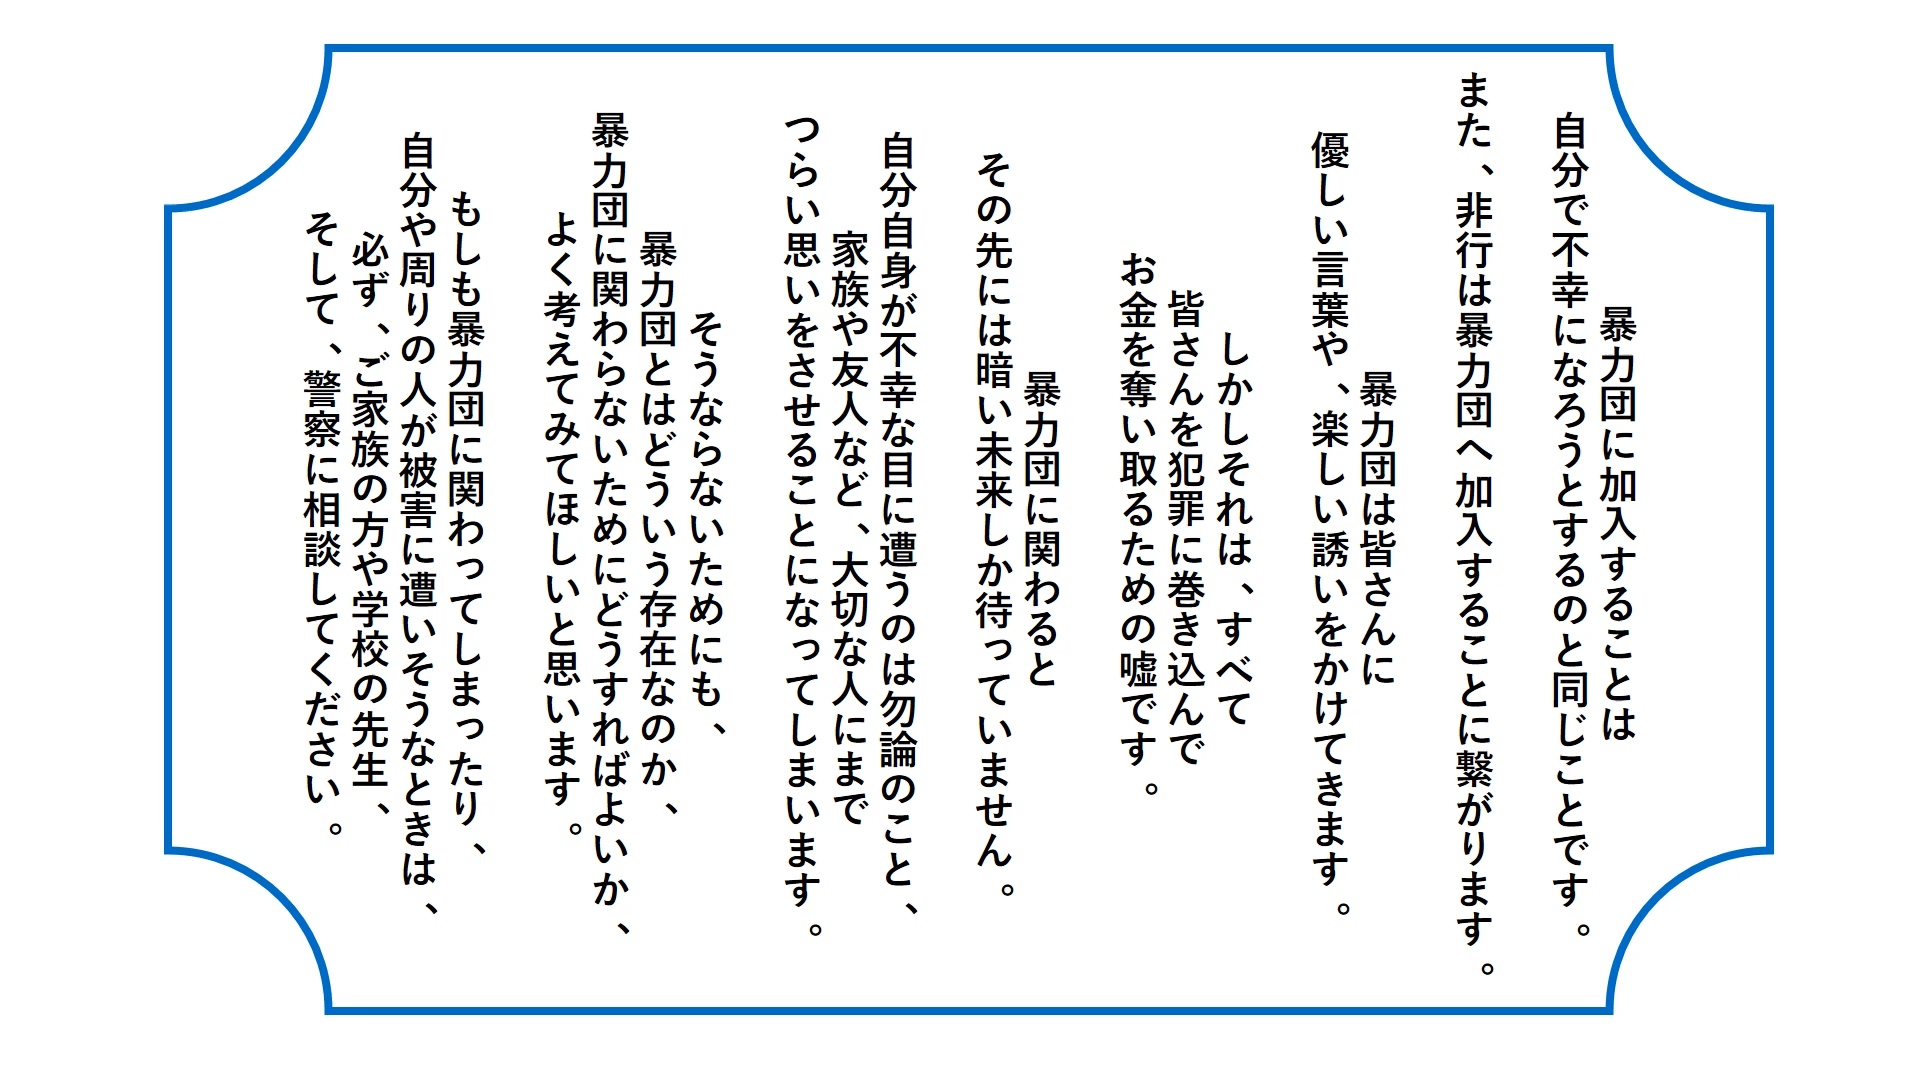 暴力団に加入することは
自分で不幸になろうとするのと同じことです。
また、非行は暴力団へ加入することに繋がります。
暴力団は皆さんに
優しい言葉や、楽しい誘いをかけてきます。
しかしそれは、すべて
皆さんを犯罪に巻き込んで
お金を奪い取るための嘘です。
暴力団に関わると
その先には暗い未来しか待っていません。
自分自身が不幸な目に遭うのは勿論のこと、
家族や友人など、大切な人にまで
つらい思いをさせることになってしまいます。
そうならないためにも、
暴力団とはどういう存在なのか、
暴力団に関わらないためにどうすればよいか、
よく考えてみてほしいと思います。
もしも暴力団に関わってしまったり、
自分や周りの人が被害に遭いそうなときは、
必ず、ご家族の方や学校の先生、
そして、警察に相談してください。